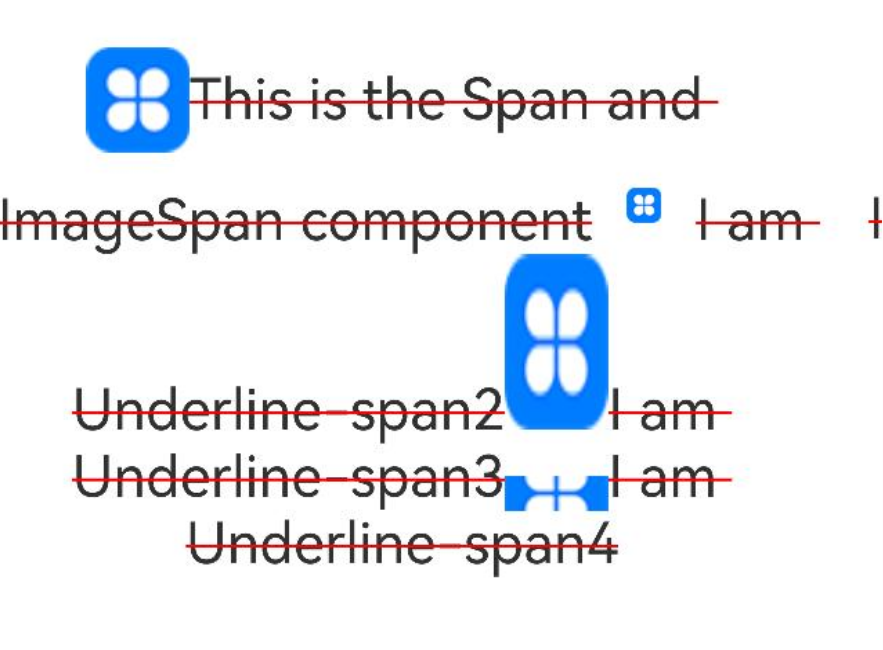 This is the Span and
ImageSpan component I am I
Underline-span2 I am
Underline-span3 I am
Underline-span4